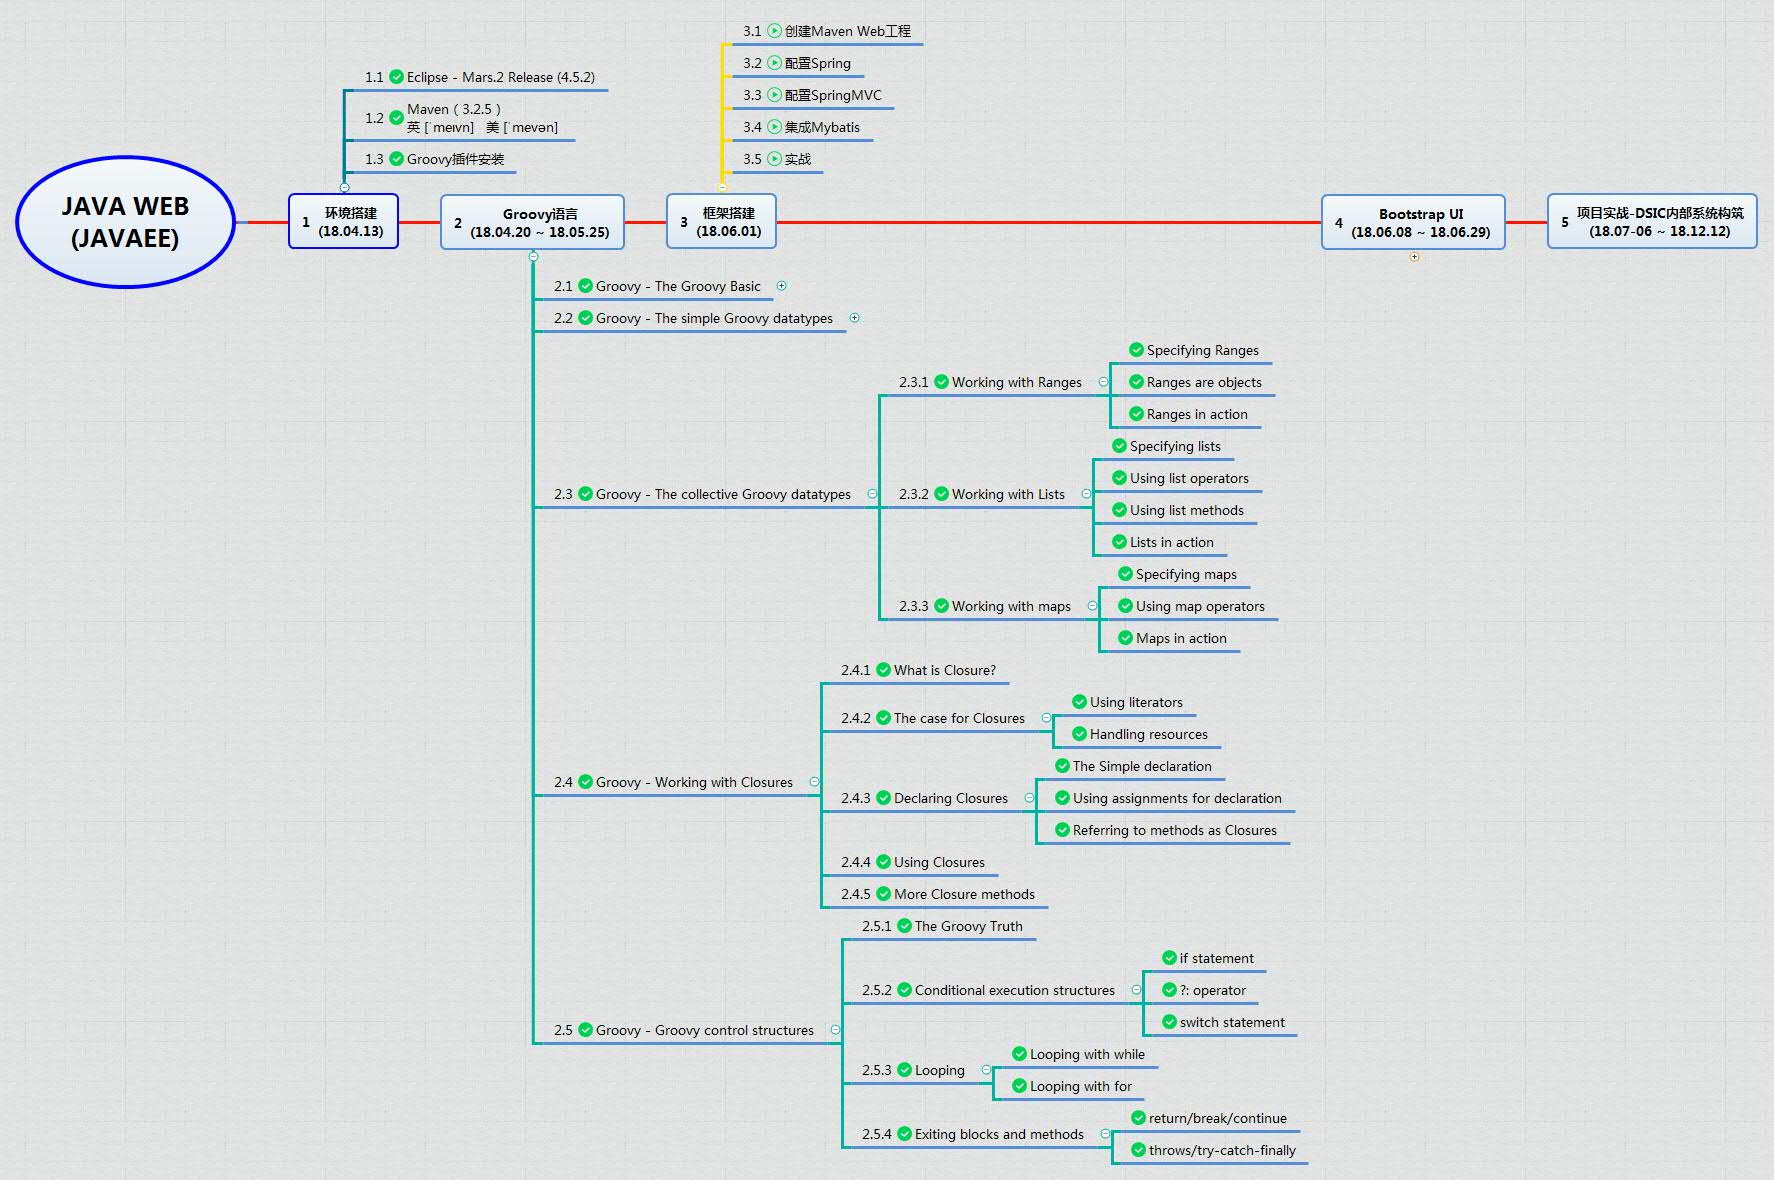 JAVA WEB
(JAVAEE)
1 环境搭建
(18.04.13)
1.1 Eclipse - Mars.2 Release (4.5.2)
1.2 Maven ( 3.2.5 )
英 [ˈmeɪvn] 美 [ˈmevən]
1.3 Groovy插件安装
2 Groovy语言
(18.04.20 ~ 18.05.25)
2.1 Groovy - The Groovy Basic
2.2 Groovy - The simple Groovy datatypes
2.3 Groovy - The collective Groovy datatypes
2.3.1 Working with Ranges
Specifying Ranges
Ranges are objects
Ranges in action
2.3.2 Working with Lists
Specifying lists
Using list operators
Using list methods
Lists in action
2.3.3 Working with maps
Specifying maps
Using map operators
Maps in action
2.4 Groovy - Working with Closures
2.4.1 What is Closure?
2.4.2 The case for Closures
Using literators
Handling resources
2.4.3 Declaring Closures
The Simple declaration
Using assignments for declaration
Referring to methods as Closures
2.4.4 Using Closures
2.4.5 More Closure methods
2.5 Groovy - Groovy control structures
2.5.1 The Groovy Truth
2.5.2 Conditional execution structures
if statement
?: operator
switch statement
2.5.3 Looping
Looping with while
Looping with for
2.5.4 Exiting blocks and methods
return/break/continue
throws/try-catch-finally
3 框架搭建
(18.06.01)
3.1 创建Maven Web工程
3.2 配置Spring
3.3 配置SpringMVC
3.4 集成Mybatis
3.5 实战
4 Bootstrap UI
(18.06.08 ~ 18.06.29)
5 项目实战-DSIC内部系统构筑
(18.07-06 ~ 18.12.12)